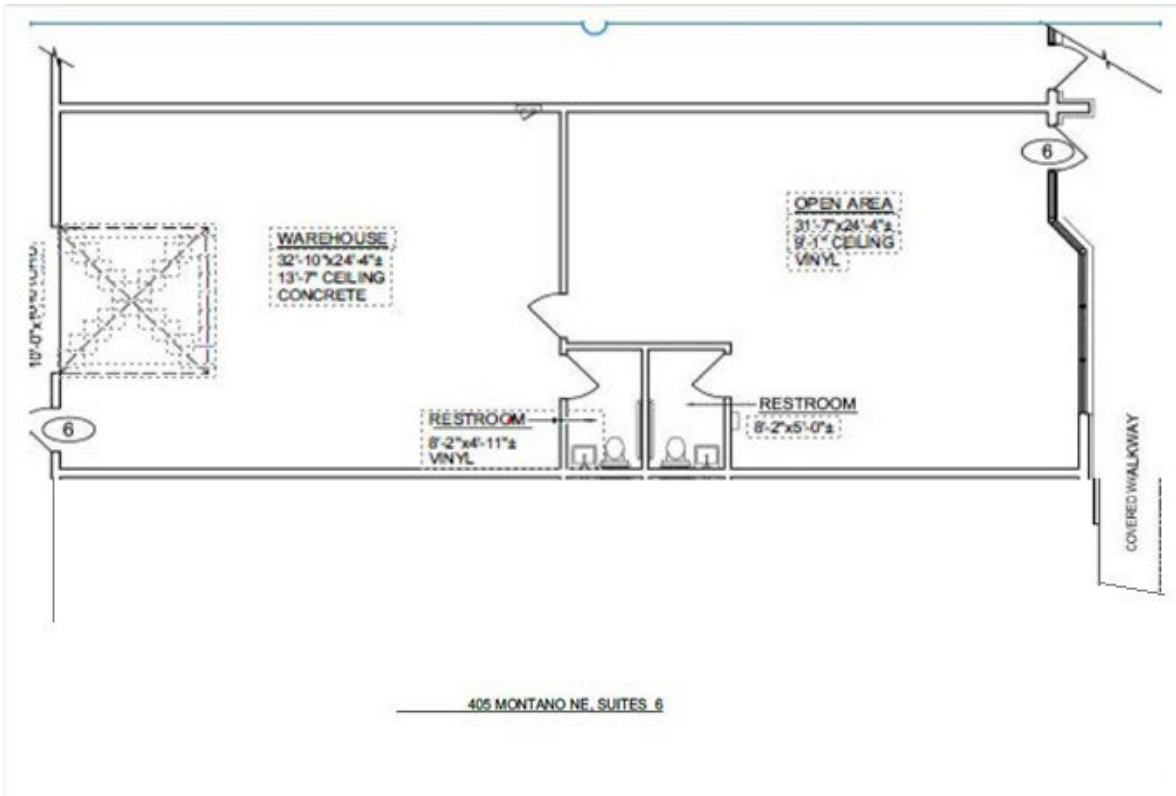 6
OPEN AREA
31'-7"x24'-4"±
9'-1" CEILING
VINYL
WAREHOUSE
32'-10"x24'-4"±
13'-7" CEILING
CONCRETE
10'-0"x
6
RESTROOM
8'-2"x4'-11"±
VINYL
RESTROOM
8'-2"x5'-0"±
COVERED WALKWAY
405 MONTANO NE, SUITES 6